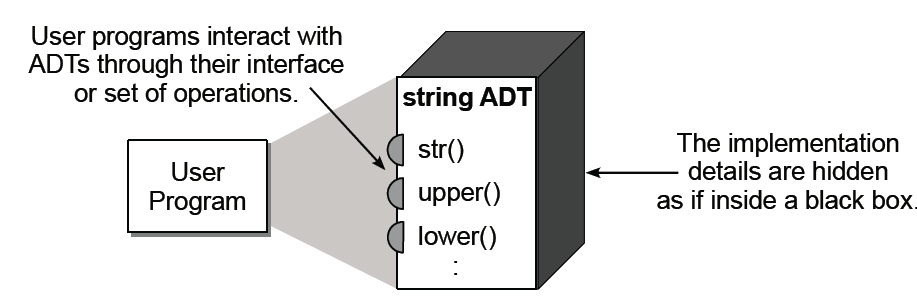 User programs interact with
ADTs through their interface
or set of operations.
string ADT
str()
upper()
lower()
:
User
Program
The implementation
details are hidden
as if inside a black box.